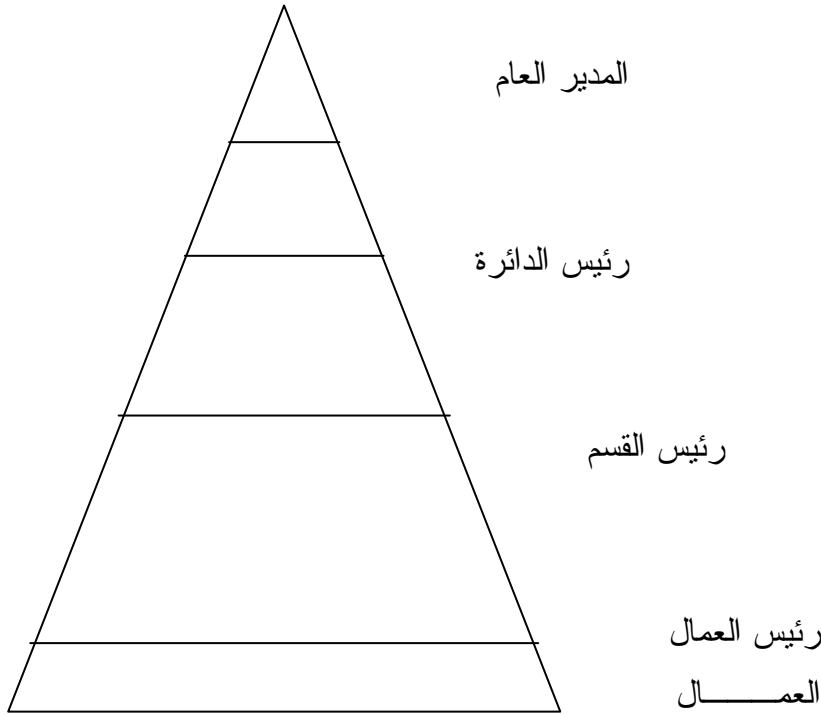 المدير العام
رئيس الدائرة
رئيس القسم
رئيس العمال
العمـــــــال